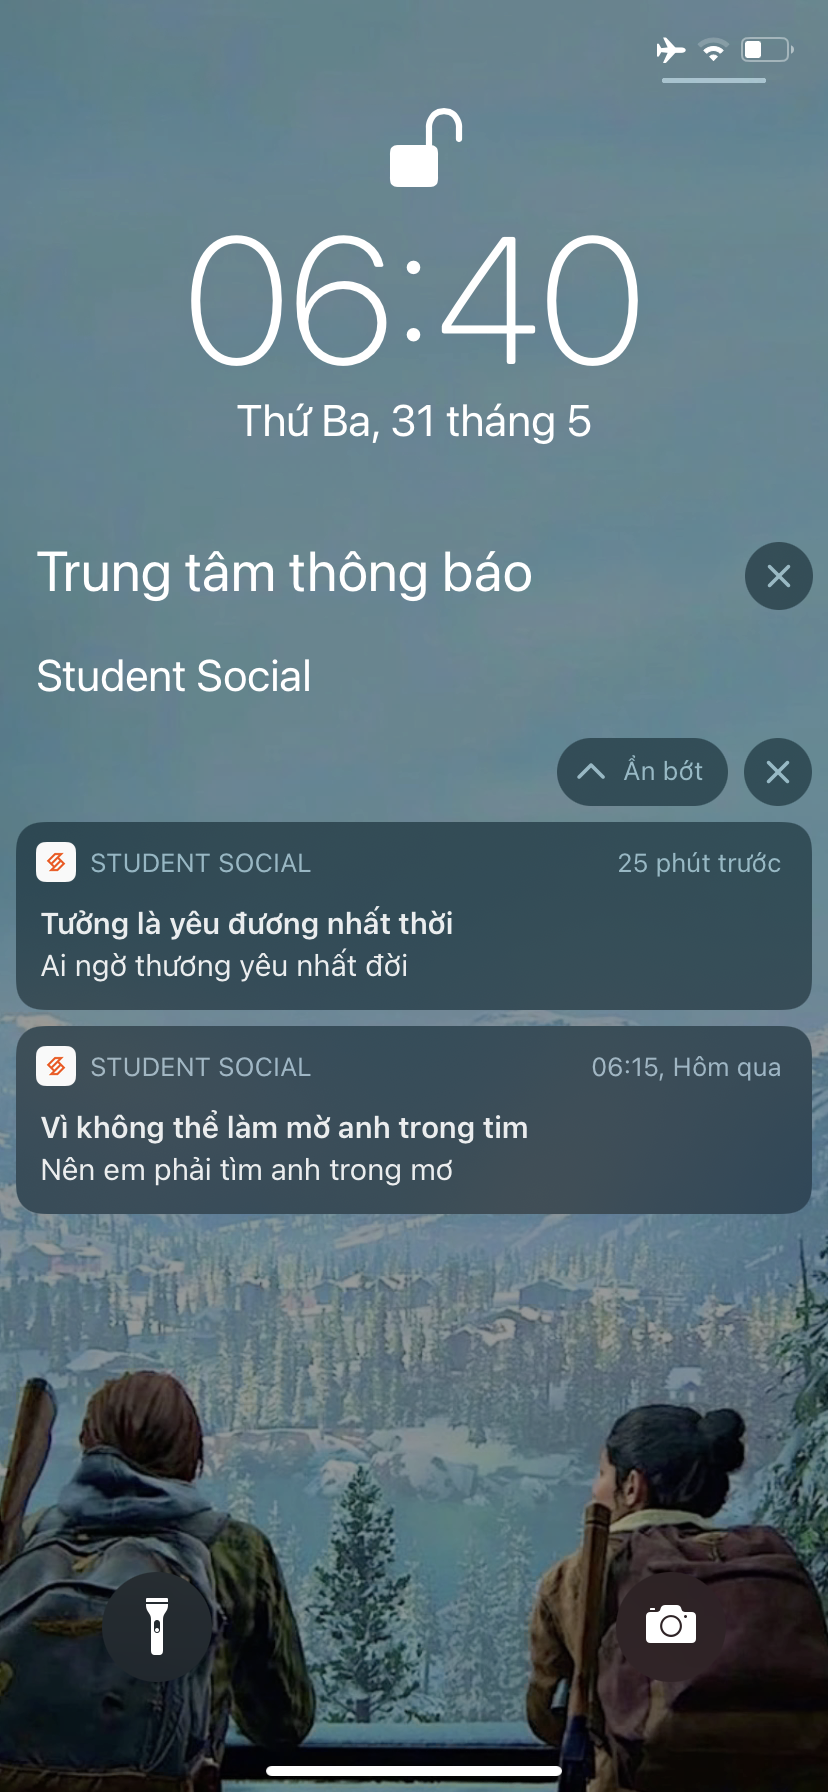 06:40
Thứ Ba, 31 tháng 5
Trung tâm thông báo
Student Social
Ẩn bớt
STUDENT SOCIAL 25 phút trước
Tưởng là yêu đương nhất thời
Ai ngờ thương yêu nhất đời
STUDENT SOCIAL 06:15, Hôm qua
Vì không thể làm mờ anh trong tim
Nên em phải tìm anh trong mơ